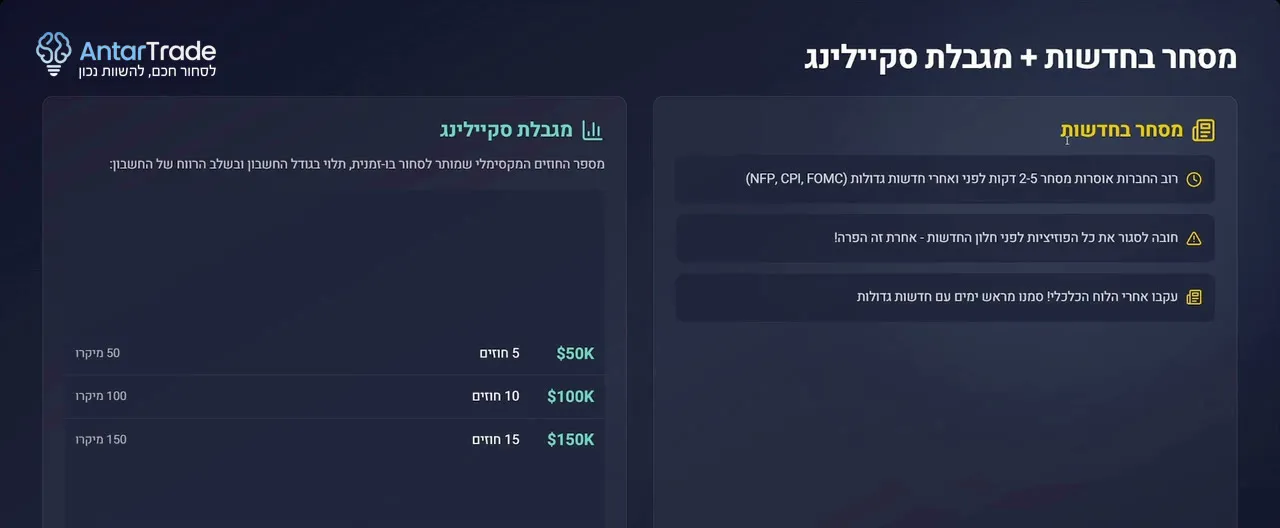 מסחר בחדשות + מגבלת סקיילינג
AntarTrade
לסחור חכם, להשוות נכון
מסחר בחדשות
רוב החברות אוסרות מסחר 2-5 דקות לפני ואחרי חדשות גדולות (NFP, CPI, FOMC)
חובה לסגור את כל הפוזיציות לפני חלון החדשות - אחרת זה הפרה!
עקבו אחרי הלוח הכלכלי! סמנו מראש ימים עם חדשות גדולות
מגבלת סקיילינג
מספר החוזים המקסימלי שמותר לסחור בו-זמנית, תלוי בגודל החשבון ובשלב הרווח של החשבון:
$50K 5 חוזים 50 מיקרו
$100K 10 חוזים 100 מיקרו
$150K 15 חוזים 150 מיקרו